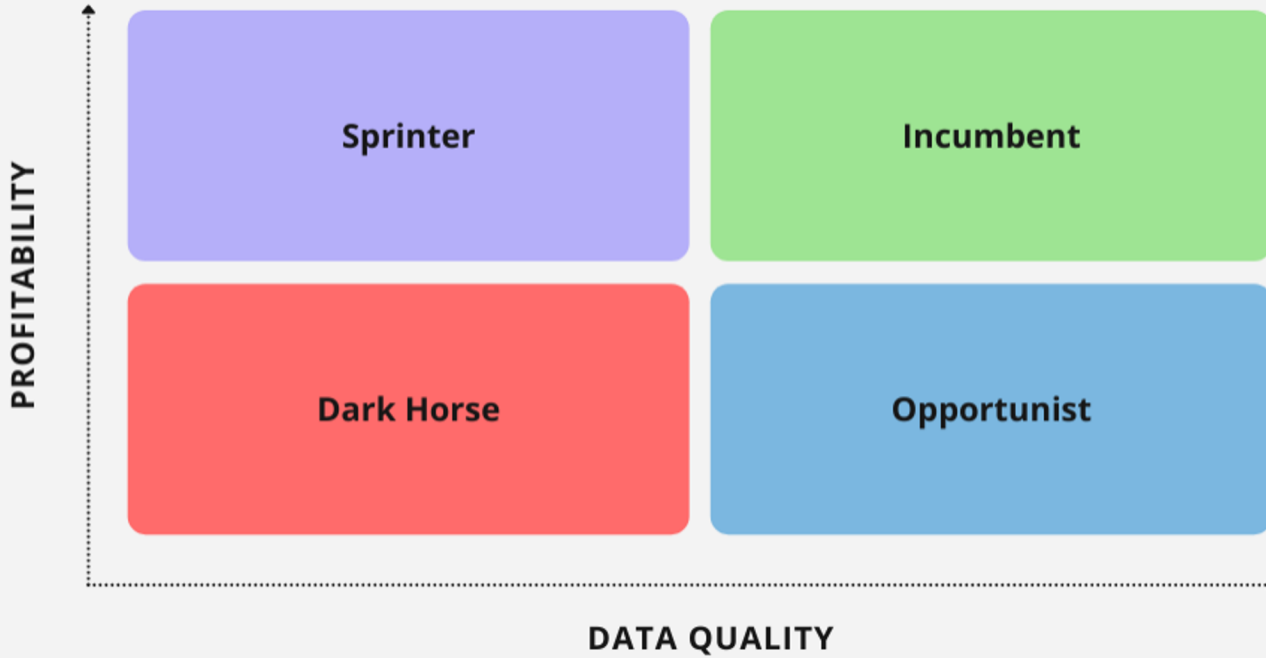 Sprinter
Incumbent
PROFITABILITY
Dark Horse
Opportunist
DATA QUALITY